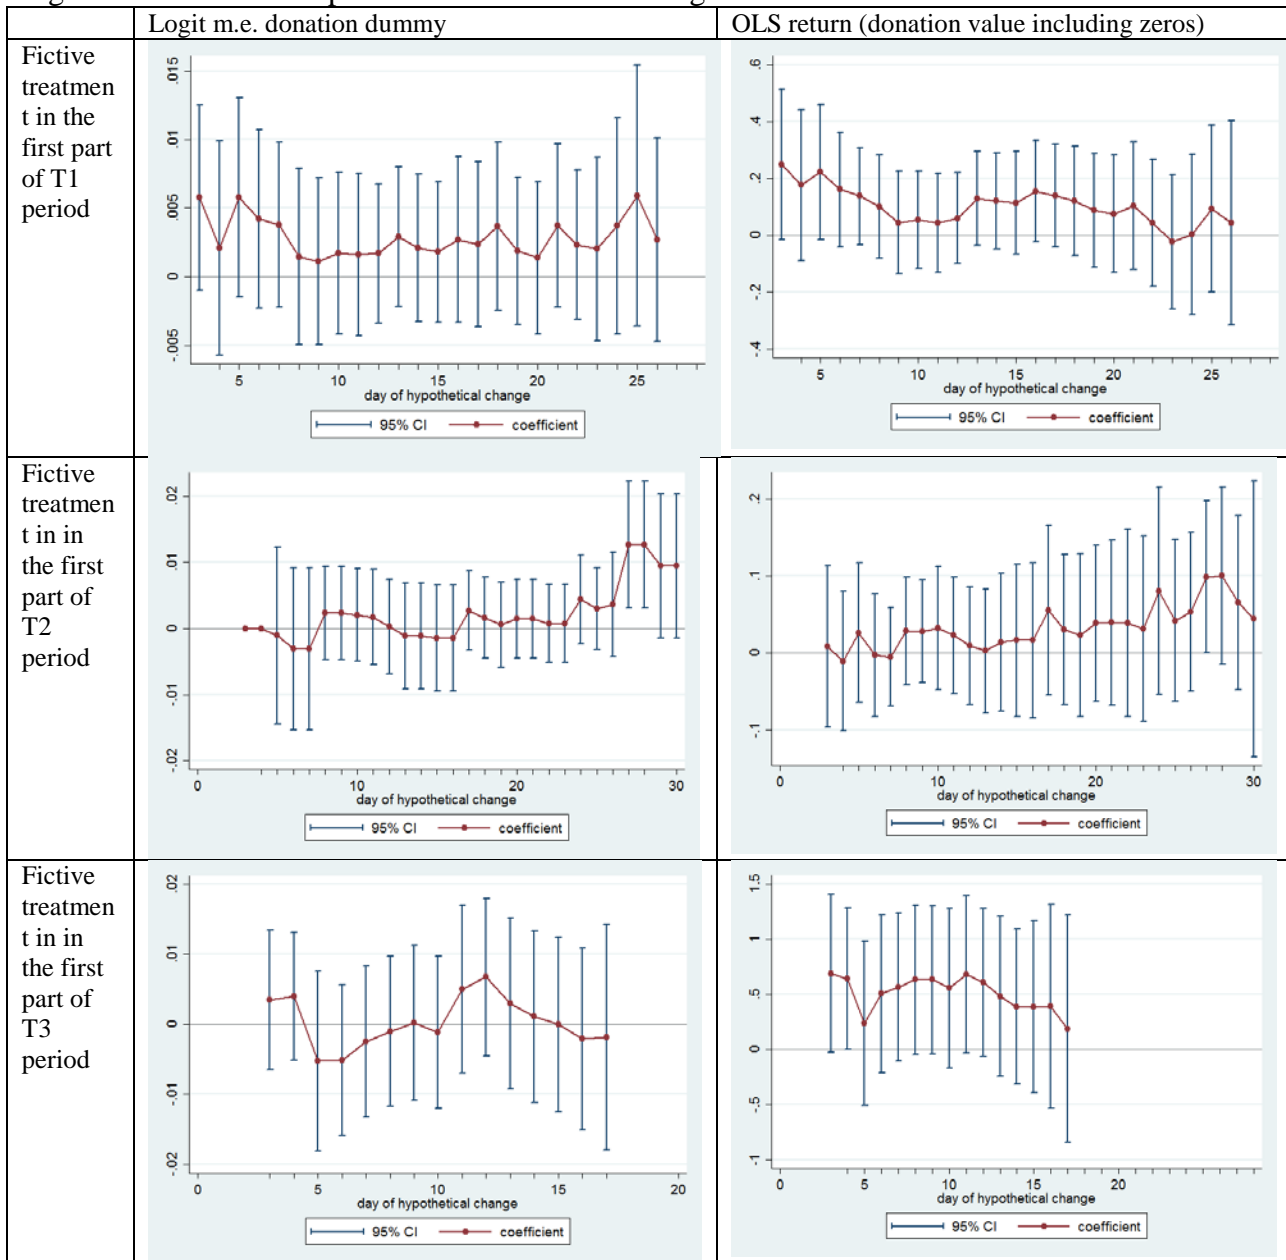 Logit m.e. donation dummy
OLS return (donation value including zeros)
Fictive
treatmen
t in the
first part
of T1
period
.015
.01
.005
0
-.005
5 10 15 20 25
day of hypothetical change
95% CI coefficient
.6
.4
.2
0
-.2
-.4
5 10 15 20 25
day of hypothetical change
95% CI coefficient
Fictive
treatmen
t in in
the first
part of
T2
period
.02
.01
0
-.01
-.02
0 10 20 30
day of hypothetical change
95% CI coefficient
.2
.1
0
-.1
0 10 20 30
day of hypothetical change
95% CI coefficient
Fictive
treatmen
t in in
the first
part of
T3
period
.02
.01
0
-.01
-.02
0 5 10 15 20
day of hypothetical change
95% CI coefficient
1.5
1
.5
0
-.5
-1
0 5 10 15 20 25
day of hypothetical change
95% CI coefficient